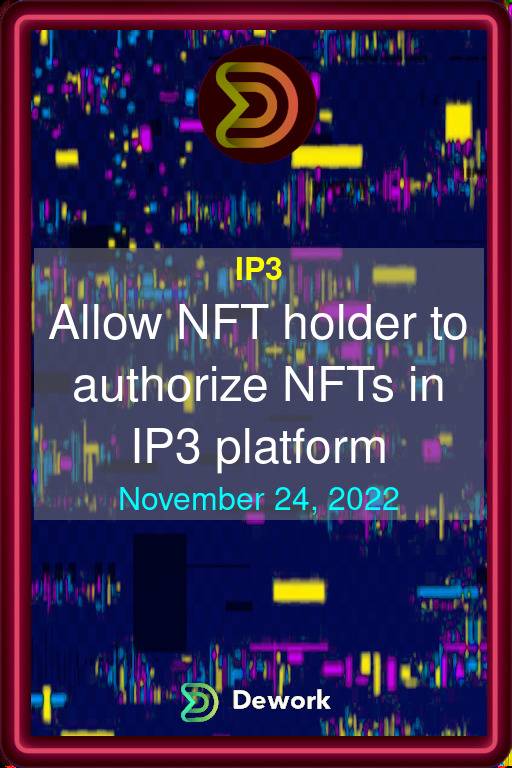 IP3
Allow NFT holder to
authorize NFTs in
IP3 platform
November 24, 2022
Dework